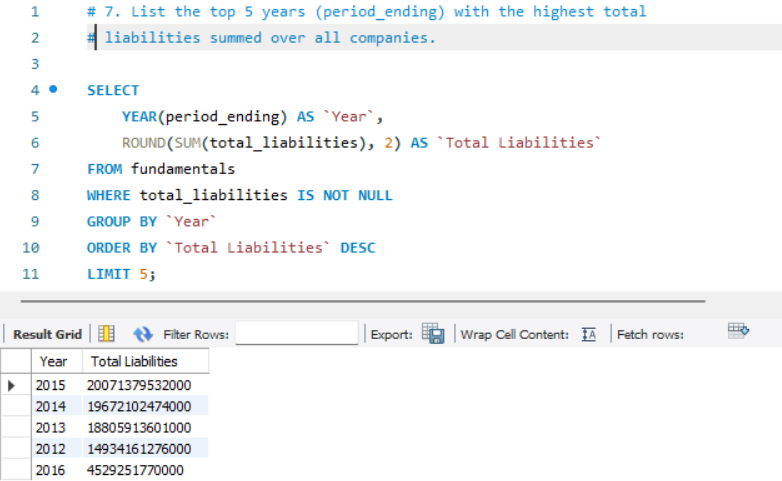 1 # 7. List the top 5 years (period_ending) with the highest total
2 # liabilities summed over all companies.
3
4 SELECT
5 YEAR(period_ending) AS `Year`,
6 ROUND(SUM(total_liabilities), 2) AS `Total Liabilities`
7 FROM fundamentals
8 WHERE total_liabilities IS NOT NULL
9 GROUP BY `Year`
10 ORDER BY `Total Liabilities` DESC
11 LIMIT 5;
Result Grid Filter Rows: Export: Wrap Cell Content: IA Fetch rows:
Year Total Liabilities
2015 20071379532000
2014 19672102474000
2013 18805913601000
2012 14934161276000
2016 4529251770000